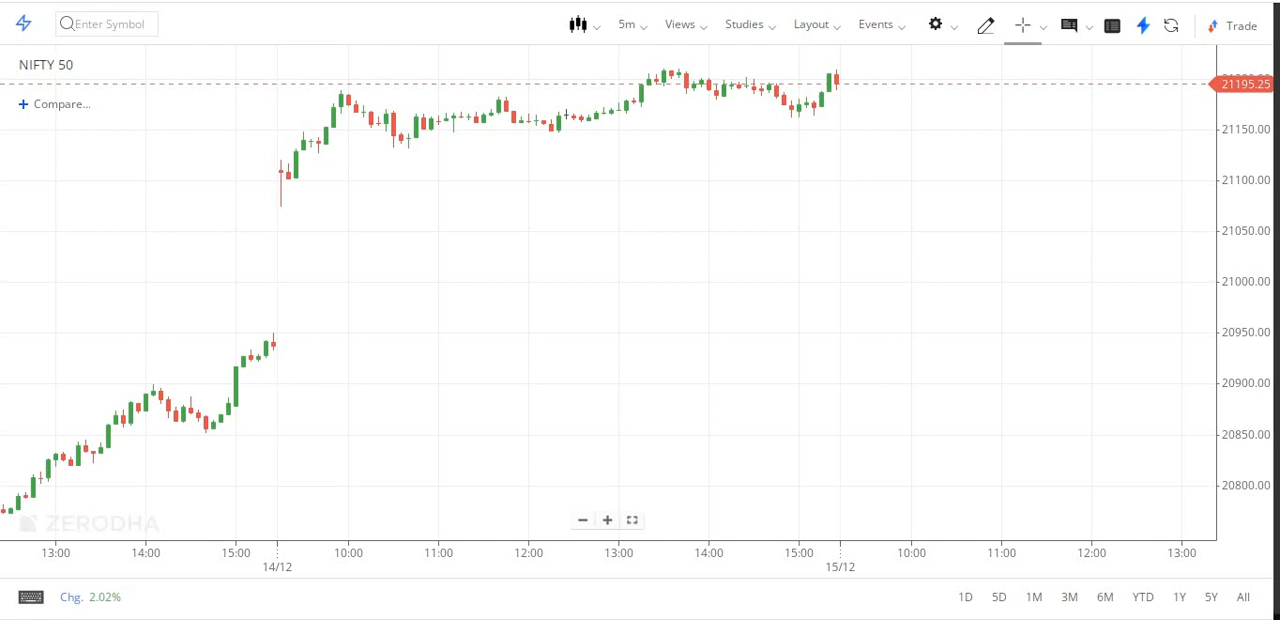 Enter Symbol 5m Views Studies Layout Events Trade
NIFTY 50
21195.25
Compare...
21150.00
21100.00
21050.00
21000.00
20950.00
20900.00
20850.00
20800.00
ZERODHA
13:00 14:00 15:00 10:00 11:00 12:00 13:00 14:00 15:00 10:00 11:00 12:00 13:00
14/12 15/12
Chg. 2.02% 1D 5D 1M 3M 6M YTD 1Y 5Y All